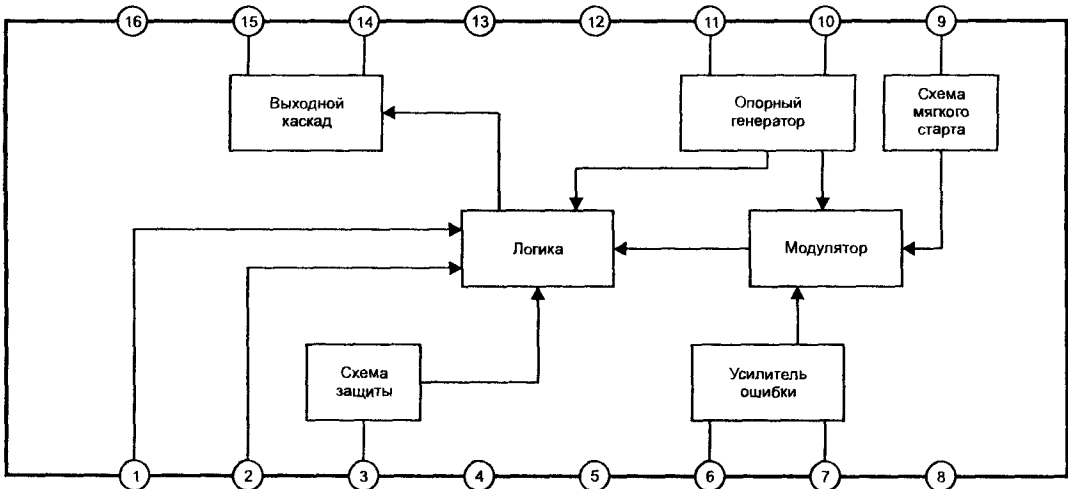 16 15 14 13 12 11 10 9
Выходной
каскад
Опорный
генератор
Схема
мягкого
старта
Логика
Модулятор
Схема
защиты
Усилитель
ошибки
1 2 3 4 5 6 7 8